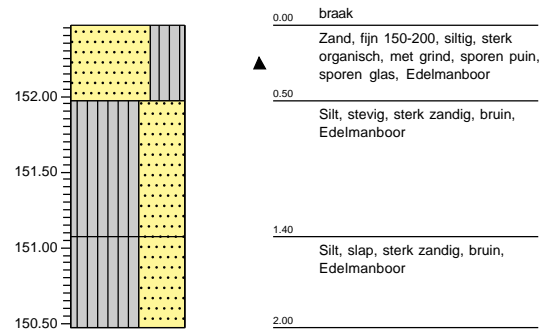 0.00 braak
Zand, fijn 150-200, siltig, sterk
organisch, met grind, sporen puin,
sporen glas, Edelmanboor
152.00
0.50
Silt, stevig, sterk zandig, bruin,
Edelmanboor
151.50
1.40
151.00
Silt, slap, sterk zandig, bruin,
Edelmanboor
150.50
2.00